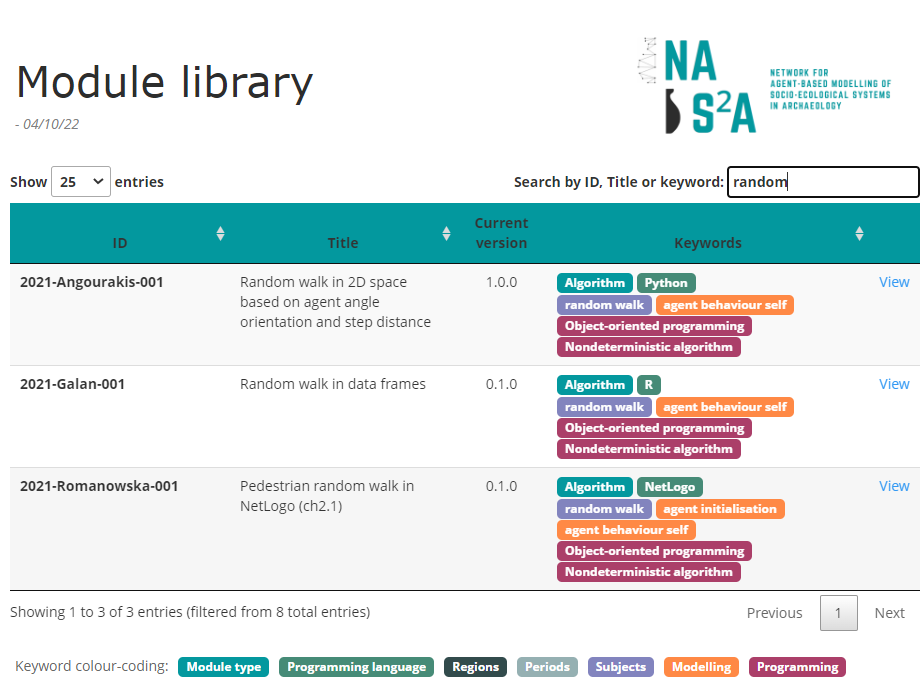 Module library
- 04/10/22
NA
S²A
NETWORK FOR
AGENT-BASED MODELLING OF
SOCIO-ECOLOGICAL SYSTEMS
IN ARCHAEOLOGY
Show 25 entries
Search by ID, Title or keyword: random
ID Title Current version Keywords
2021-Angourakis-001 Random walk in 2D space 1.0.0 Algorithm Python View
based on agent angle random walk agent behaviour self
orientation and step distance Object-oriented programming
Nondeterministic algorithm
2021-Galan-001 Random walk in data frames 0.1.0 Algorithm R View
random walk agent behaviour self
Object-oriented programming
Nondeterministic algorithm
2021-Romanowska-001 Pedestrian random walk in 0.1.0 Algorithm NetLogo View
NetLogo (ch2.1) random walk agent initialisation
agent behaviour self
Object-oriented programming
Nondeterministic algorithm
Showing 1 to 3 of 3 entries (filtered from 8 total entries) Previous 1 Next
Keyword colour-coding: Module type Programming language Regions Periods Subjects Modelling Programming